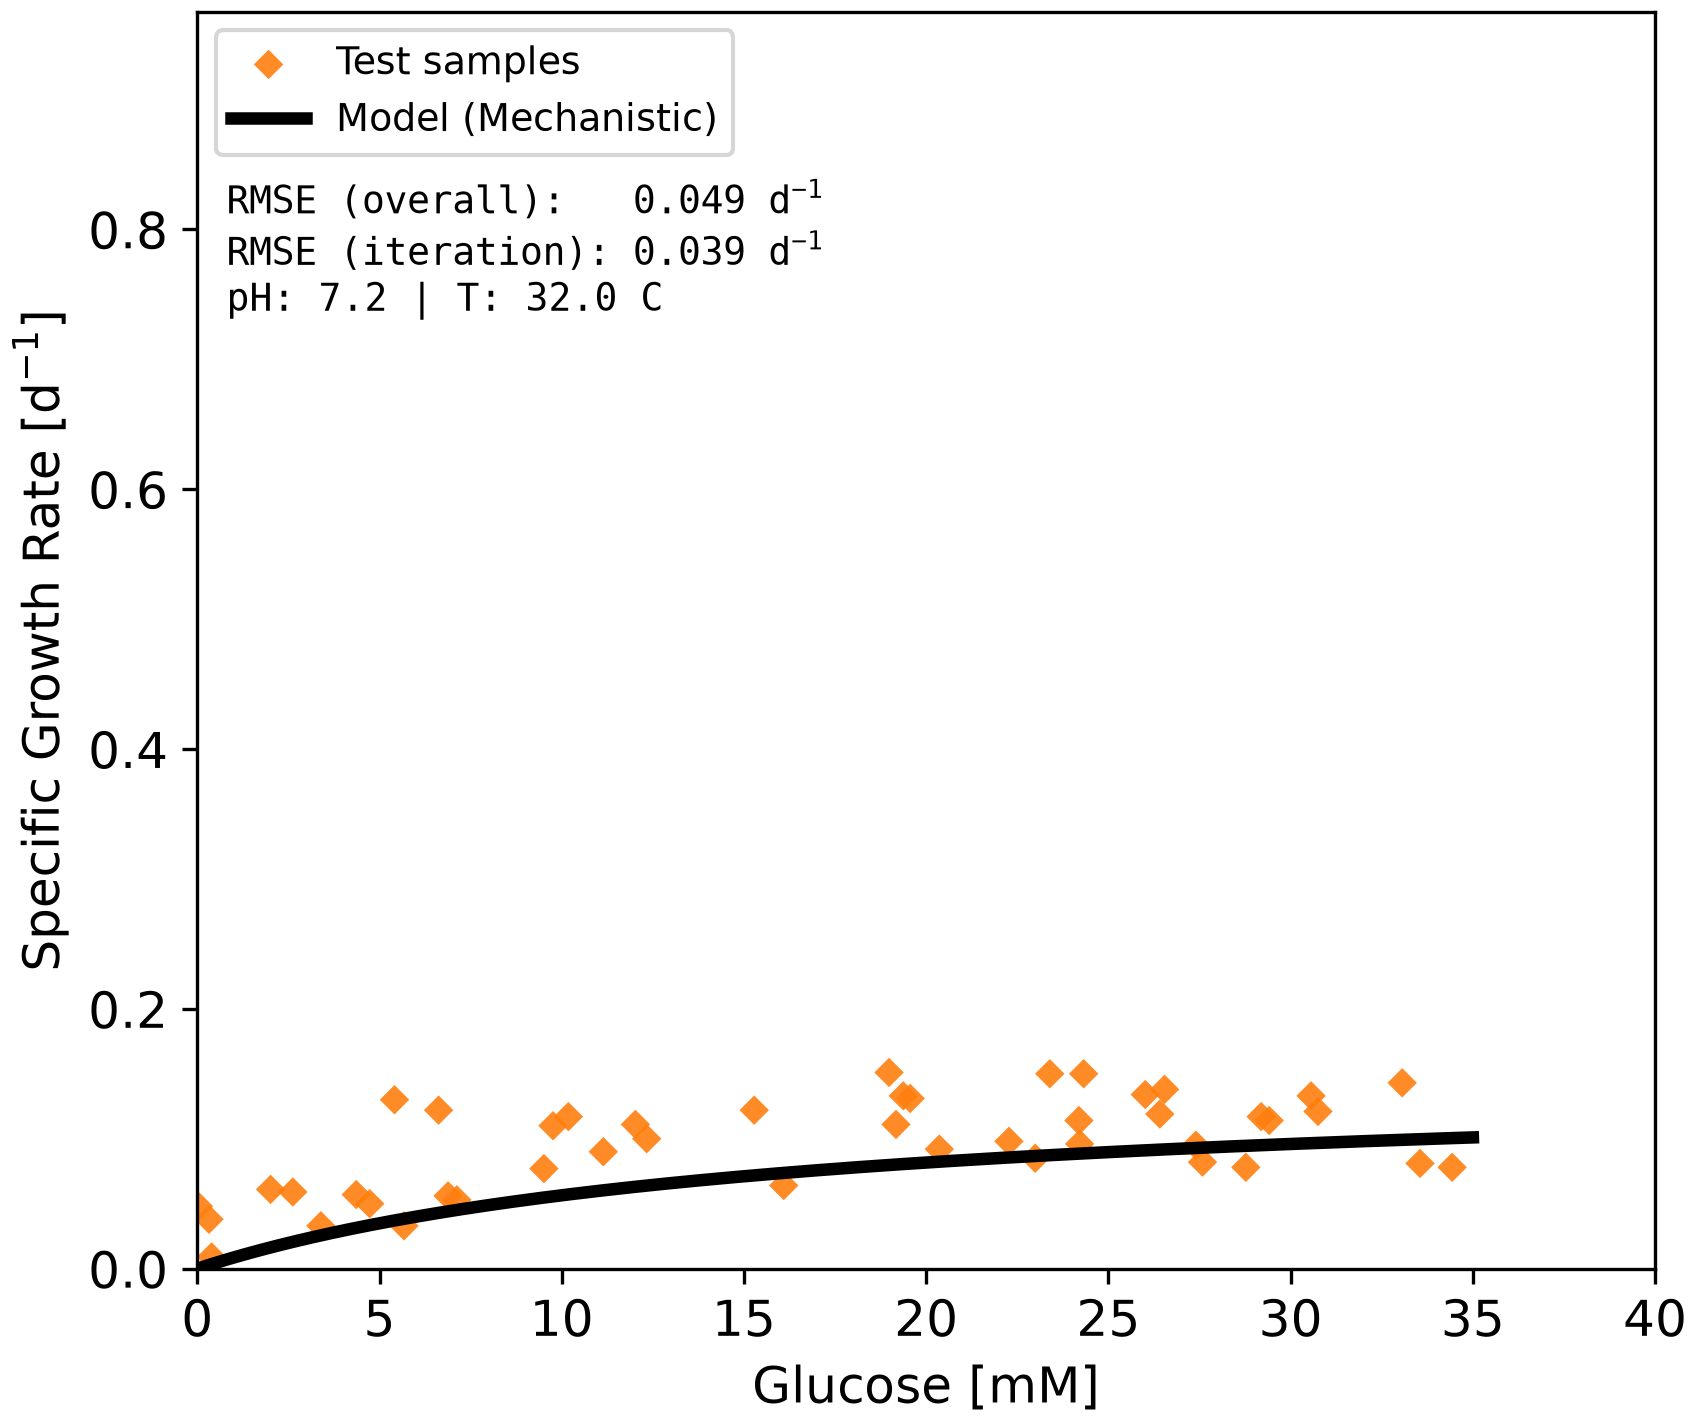 Test samples
Model (Mechanistic)
RMSE (overall):   0.049 d⁻¹
RMSE (iteration): 0.039 d⁻¹
pH: 7.2 | T: 32.0 C
Specific Growth Rate [d⁻¹]
0.8
0.6
0.4
0.2
0.0
0 5 10 15 20 25 30 35 40
Glucose [mM]